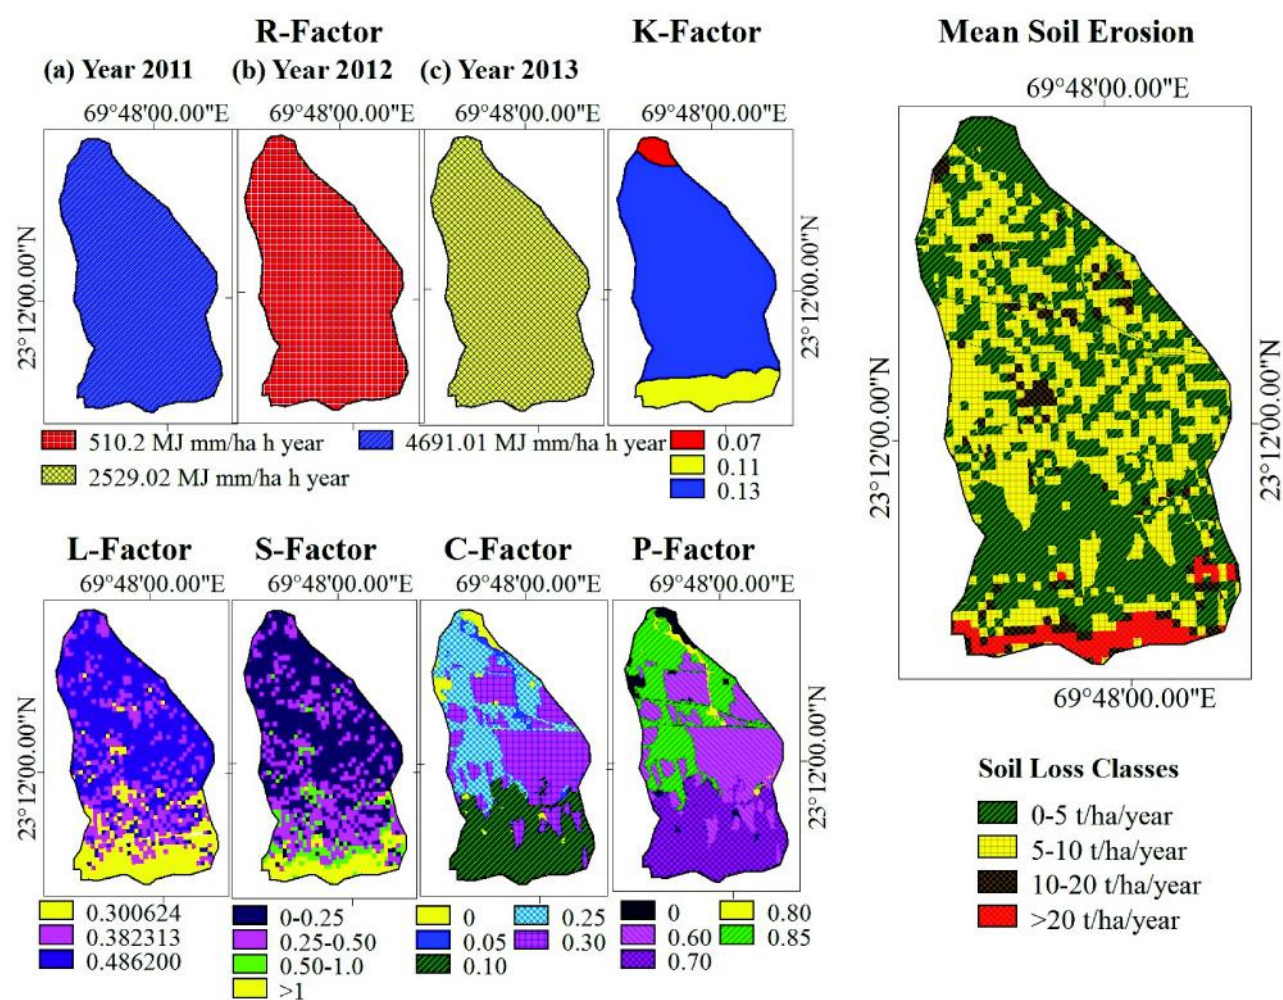 R-Factor
K-Factor
Mean Soil Erosion
(a) Year 2011
(b) Year 2012
(c) Year 2013
69°48'00.00"E
69°48'00.00"E
69°48'00.00"E
69°48'00.00"E
23°12'00.00"N
23°12'00.00"N
510.2 MJ mm/ha h year
4691.01 MJ mm/ha h year
2529.02 MJ mm/ha h year
0.07
0.11
0.13
L-Factor
S-Factor
C-Factor
P-Factor
69°48'00.00"E
69°48'00.00"E
69°48'00.00"E
69°48'00.00"E
23°12'00.00"N
23°12'00.00"N
0.300624
0.382313
0.486200
0-0.25
0.25-0.50
0.50-1.0
>1
0
0.05
0.10
0.25
0.30
0
0.60
0.70
0.80
0.85
69°48'00.00"E
23°12'00.00"N
23°12'00.00"N
69°48'00.00"E
Soil Loss Classes
0-5 t/ha/year
5-10 t/ha/year
10-20 t/ha/year
>20 t/ha/year